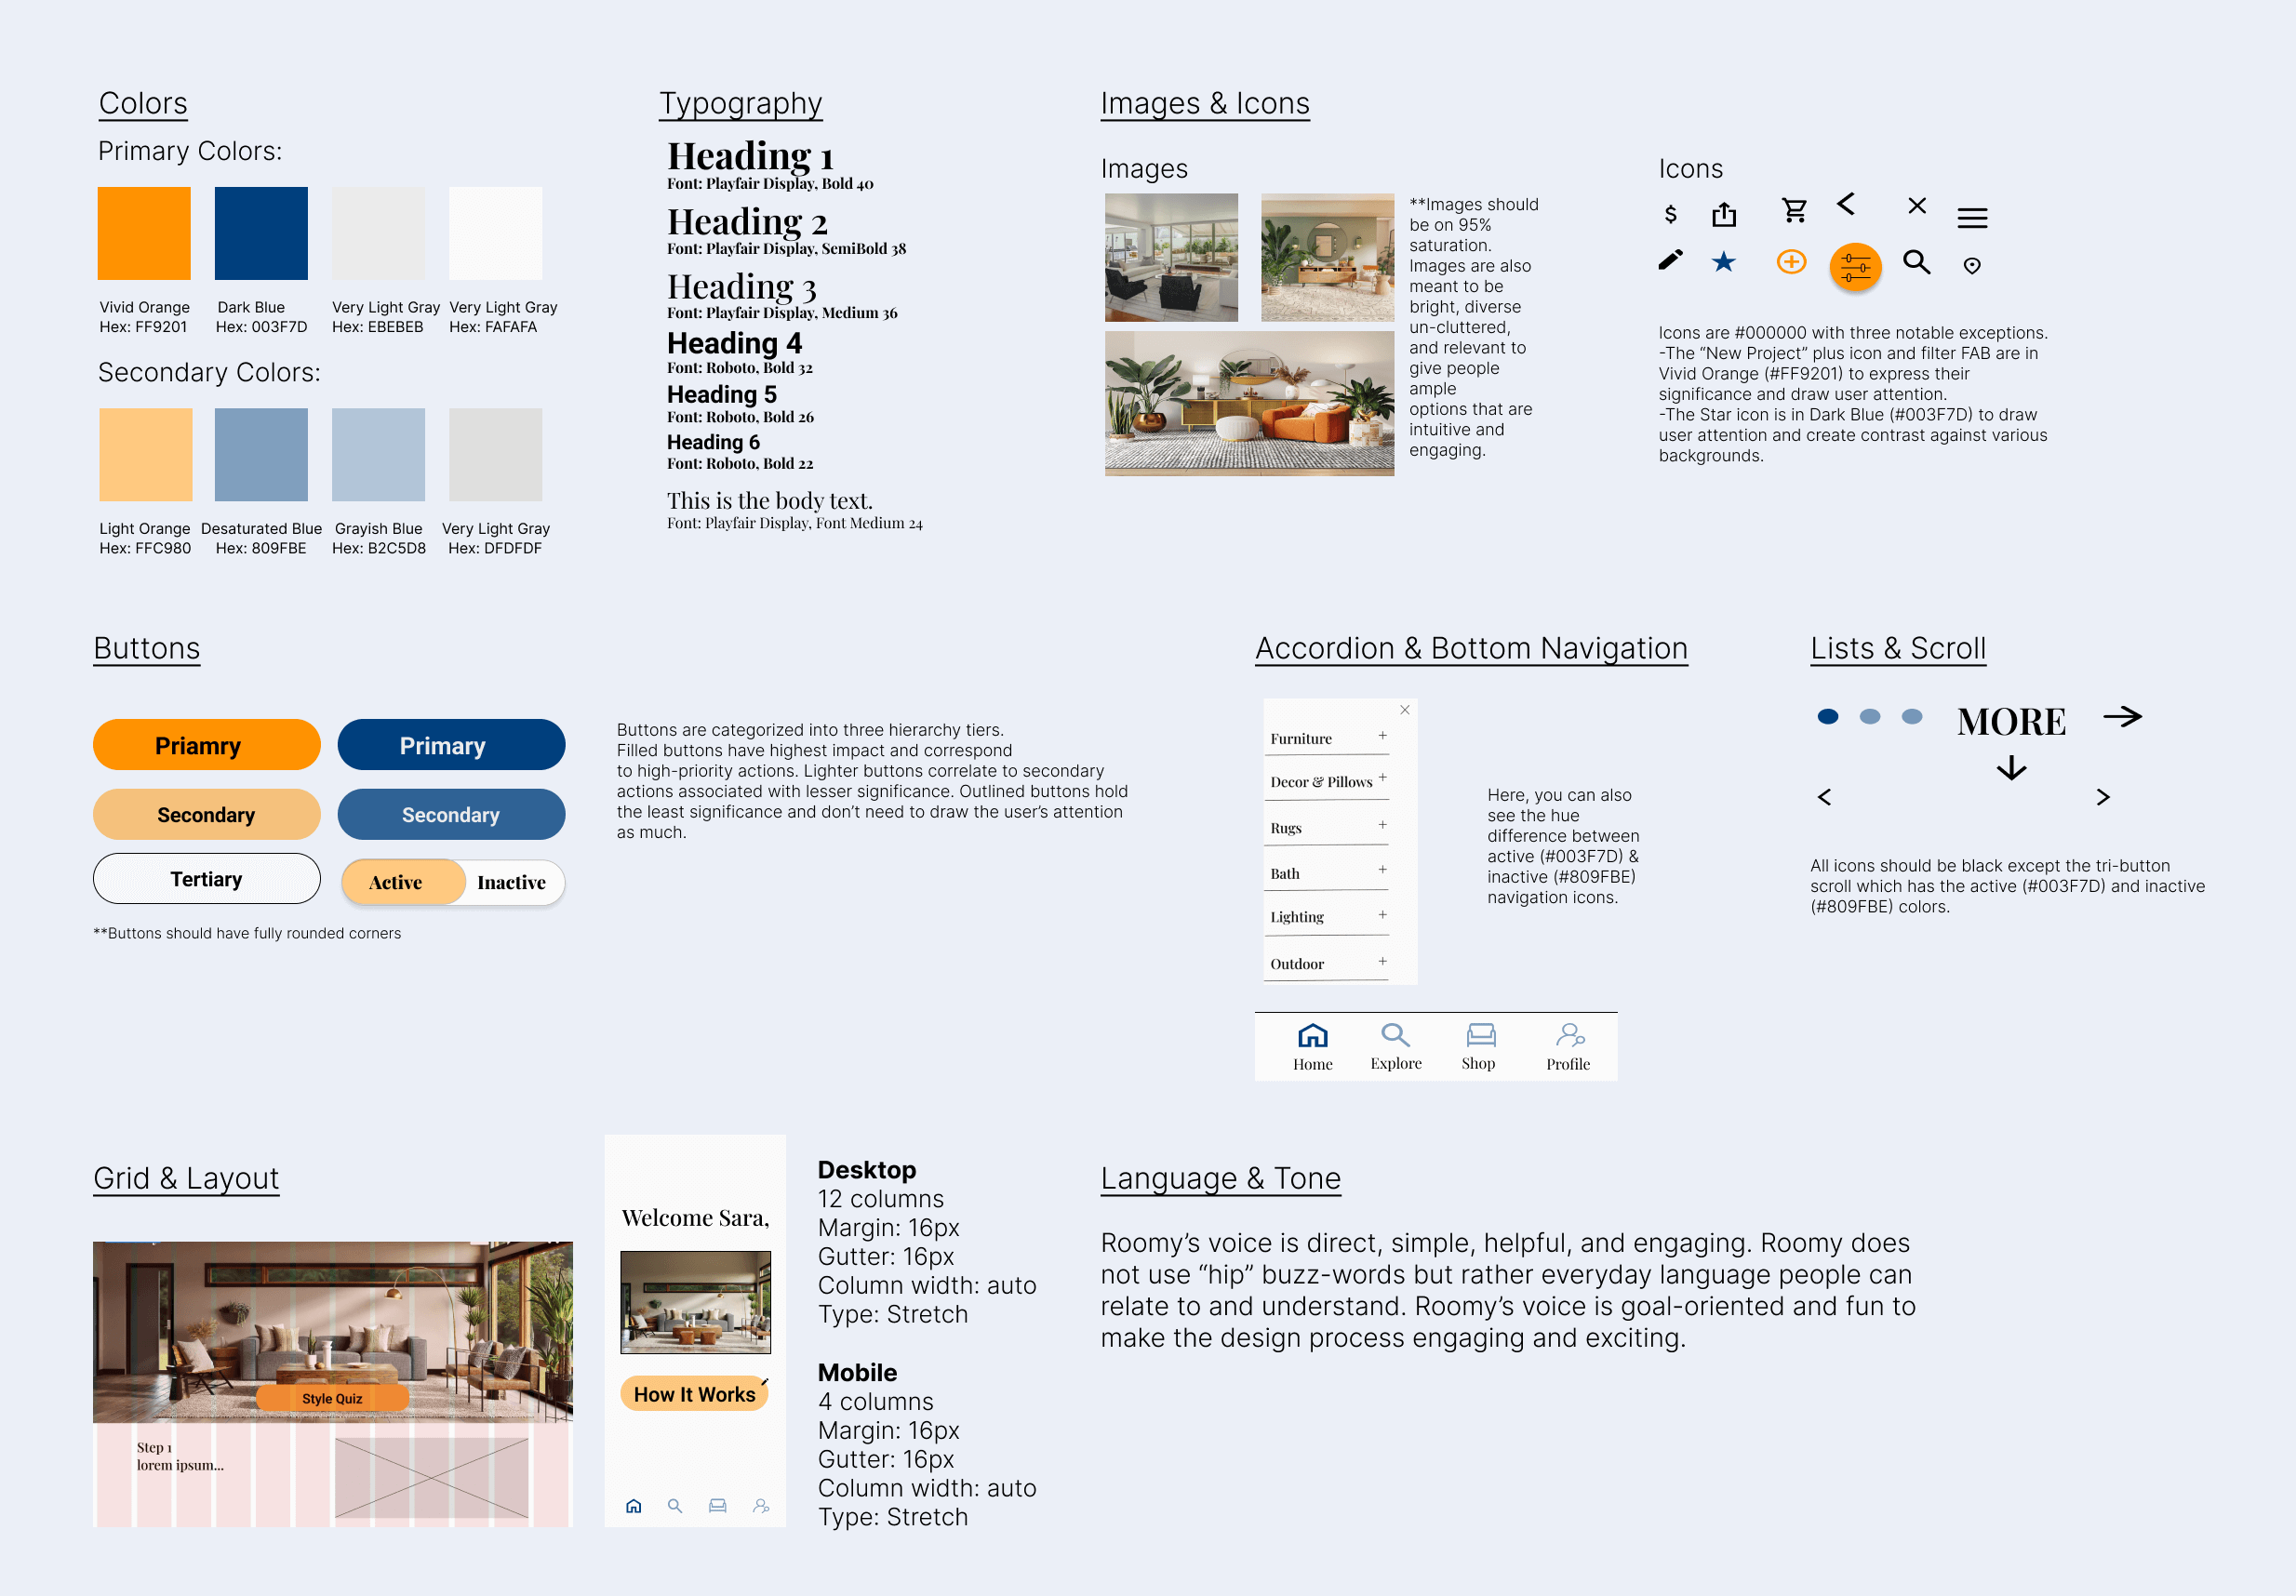 Colors
Primary Colors:
Vivid Orange
Hex: FF9201
Dark Blue
Hex: 003F7D
Very Light Gray
Hex: EBEBEB
Very Light Gray
Hex: FAFAFA
Secondary Colors:
Light Orange
Hex: FFC980
Desaturated Blue
Hex: 809FBE
Grayish Blue
Hex: B2C5D8
Very Light Gray
Hex: DFDFDF
Typography
Heading 1
Font: Playfair Display, Bold 40
Heading 2
Font: Playfair Display, SemiBold 38
Heading 3
Font: Playfair Display, Medium 36
Heading 4
Font: Roboto, Bold 32
Heading 5
Font: Roboto, Bold 26
Heading 6
Font: Roboto, Bold 22
This is the body text.
Font: Playfair Display, Font Medium 24
Images & Icons
Images
**Images should
be on 95%
saturation.
Images are also
meant to be
bright, diverse
un-cluttered,
and relevant to
give people
ample
options that are
intuitive and
engaging.
Icons
$
Icons are #000000 with three notable exceptions.
-The “New Project” plus icon and filter FAB are in
Vivid Orange (#FF9201) to express their
significance and draw user attention.
-The Star icon is in Dark Blue (#003F7D) to draw
user attention and create contrast against various
backgrounds.
Buttons
Priamry
Primary
Secondary
Secondary
Tertiary
Active
Inactive
**Buttons should have fully rounded corners
Buttons are categorized into three hierarchy tiers.
Filled buttons have highest impact and correspond
to high-priority actions. Lighter buttons correlate to secondary
actions associated with lesser significance. Outlined buttons hold
the least significance and don’t need to draw the user’s attention
as much.
Accordion & Bottom Navigation
Furniture +
Decor & Pillows +
Rugs +
Bath +
Lighting +
Outdoor +
Here, you can also
see the hue
difference between
active (#003F7D) &
inactive (#809FBE)
navigation icons.
Home
Explore
Shop
Profile
Lists & Scroll
MORE
All icons should be black except the tri-button
scroll which has the active (#003F7D) and inactive
(#809FBE) colors.
Grid & Layout
Style Quiz
Step 1
lorem ipsum...
Welcome Sara,
How It Works
Desktop
12 columns
Margin: 16px
Gutter: 16px
Column width: auto
Type: Stretch
Mobile
4 columns
Margin: 16px
Gutter: 16px
Column width: auto
Type: Stretch
Language & Tone
Roomy’s voice is direct, simple, helpful, and engaging. Roomy does
not use “hip” buzz-words but rather everyday language people can
relate to and understand. Roomy’s voice is goal-oriented and fun to
make the design process engaging and exciting.